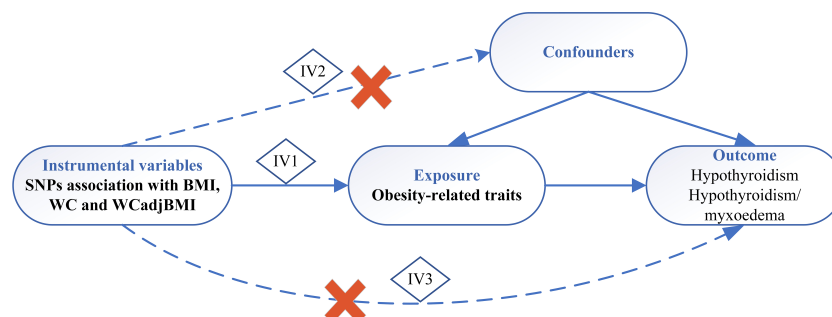 Confounders
IV2
Instrumental variables
SNPs association with BMI,
WC and WCadjBMI
IV1
Exposure
Obesity-related traits
Outcome
Hypothyroidism
Hypothyroidism/
myxoedema
IV3